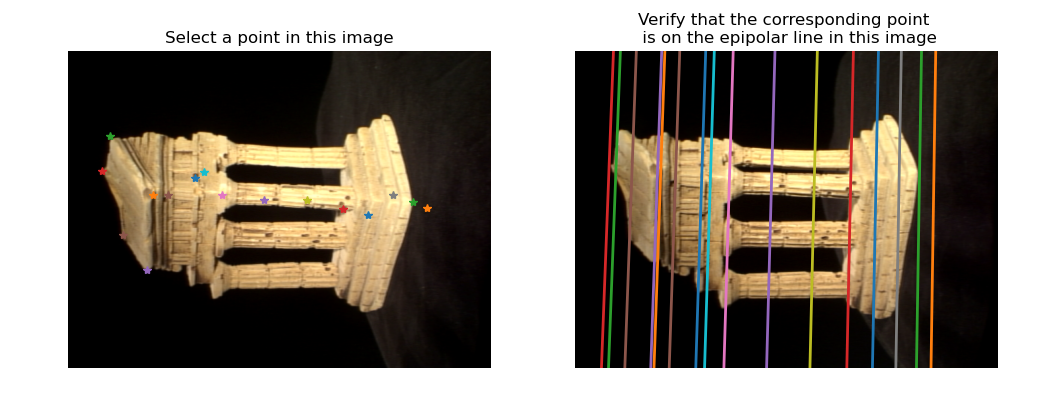 Select a point in this image
Verify that the corresponding point
is on the epipolar line in this image